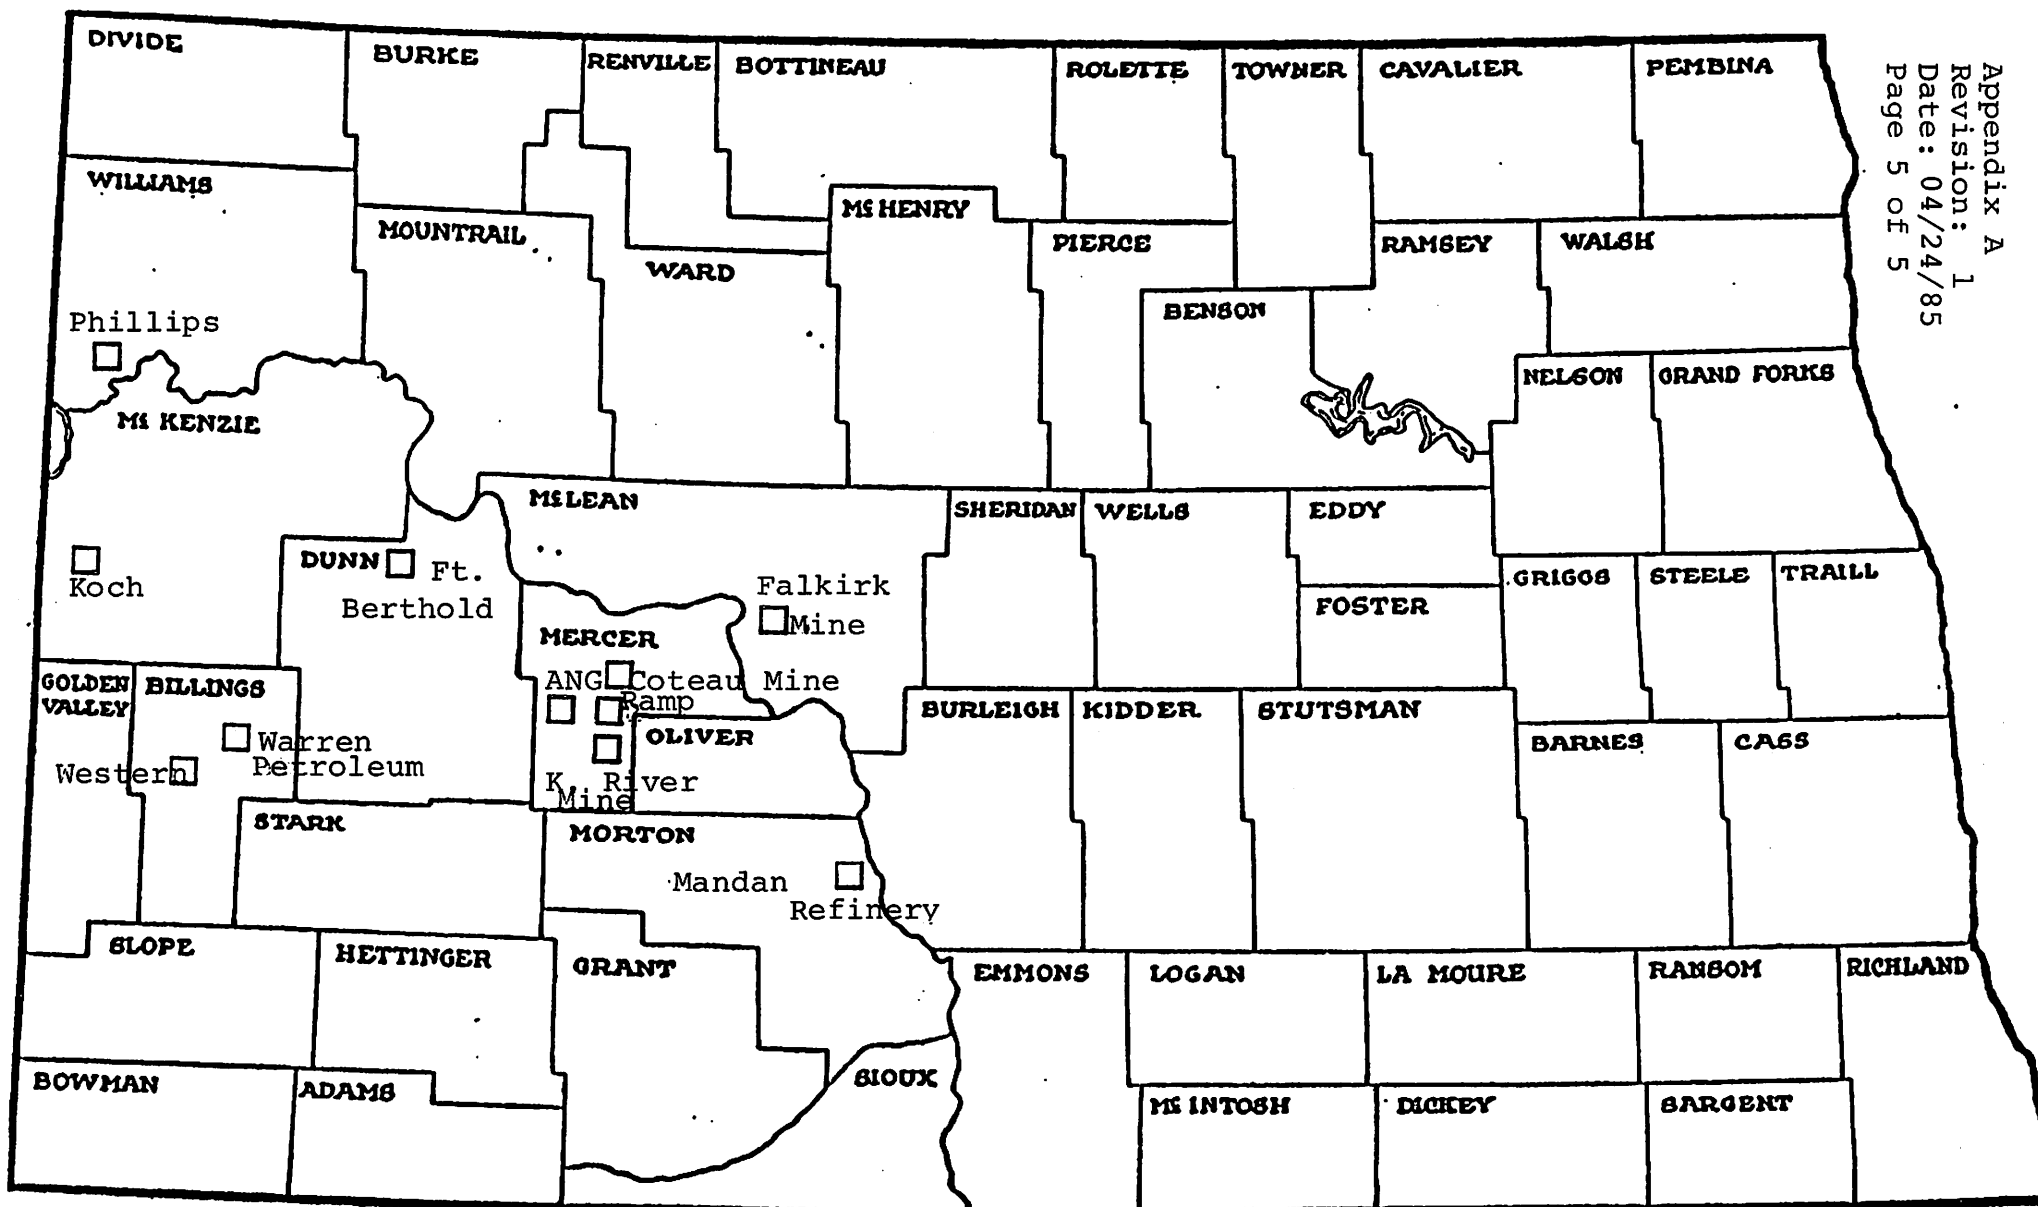 Appendix A
Revision: 1
Date: 04/24/85
Page 5 of 5
DIVIDE
BURKE
RENVILLE
BOTTINEAU
ROLETTE
TOWNER
CAVALIER
PEMBINA
WILLIAMS
MOUNTRAIL
WARD
McHENRY
PIERCE
RAMSEY
WALSH
BENSON
Phillips
NELSON
GRAND FORKS
Mc KENZIE
McLEAN
SHERIDAN
WELLS
EDDY
Koch
DUNN
Ft.
Berthold
Falkirk
Mine
FOSTER
GRIGGS
STEELE
TRAILL
MERCER
ANG
Coteau Mine
Ramp
GOLDEN
VALLEY
BILLINGS
Warren
Petroleum
Western
OLIVER
K. River
Mine
BURLEIGH
KIDDER
STUTSMAN
BARNES
CASS
STARK
MORTON
Mandan
Refinery
SLOPE
HETTINGER
GRANT
EMMONS
LOGAN
LA MOURE
RANSOM
RICHLAND
BOWMAN
ADAMS
SIOUX
Mc INTOSH
DICKEY
SARGENT